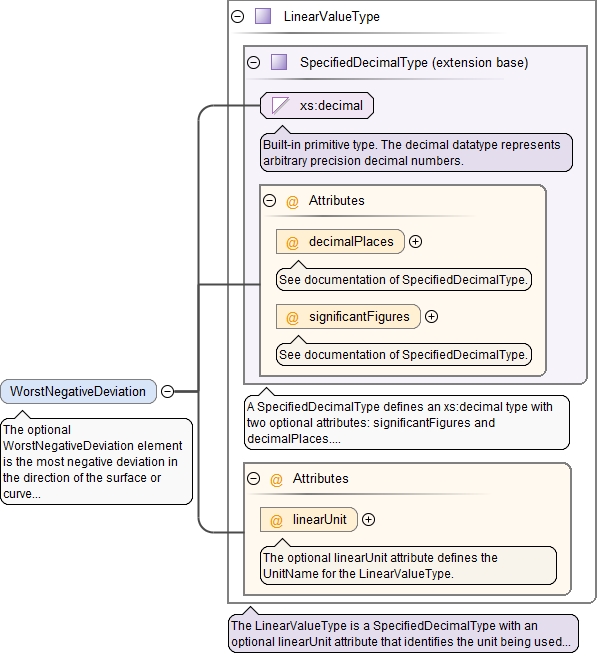 LinearValueType
SpecifiedDecimalType (extension base)
xs:decimal
Built-in primitive type. The decimal datatype represents
arbitrary precision decimal numbers.
@ Attributes
@ decimalPlaces
See documentation of SpecifiedDecimalType.
@ significantFigures
See documentation of SpecifiedDecimalType.
WorstNegativeDeviation
The optional
WorstNegativeDeviation element
is the most negative deviation in
the direction of the surface or
curve...
A SpecifiedDecimalType defines an xs:decimal type with
two optional attributes: significantFigures and
decimalPlaces....
@ Attributes
@ linearUnit
The optional linearUnit attribute defines the
UnitName for the LinearValueType.
The LinearValueType is a SpecifiedDecimalType with an
optional linearUnit attribute that identifies the unit being used...